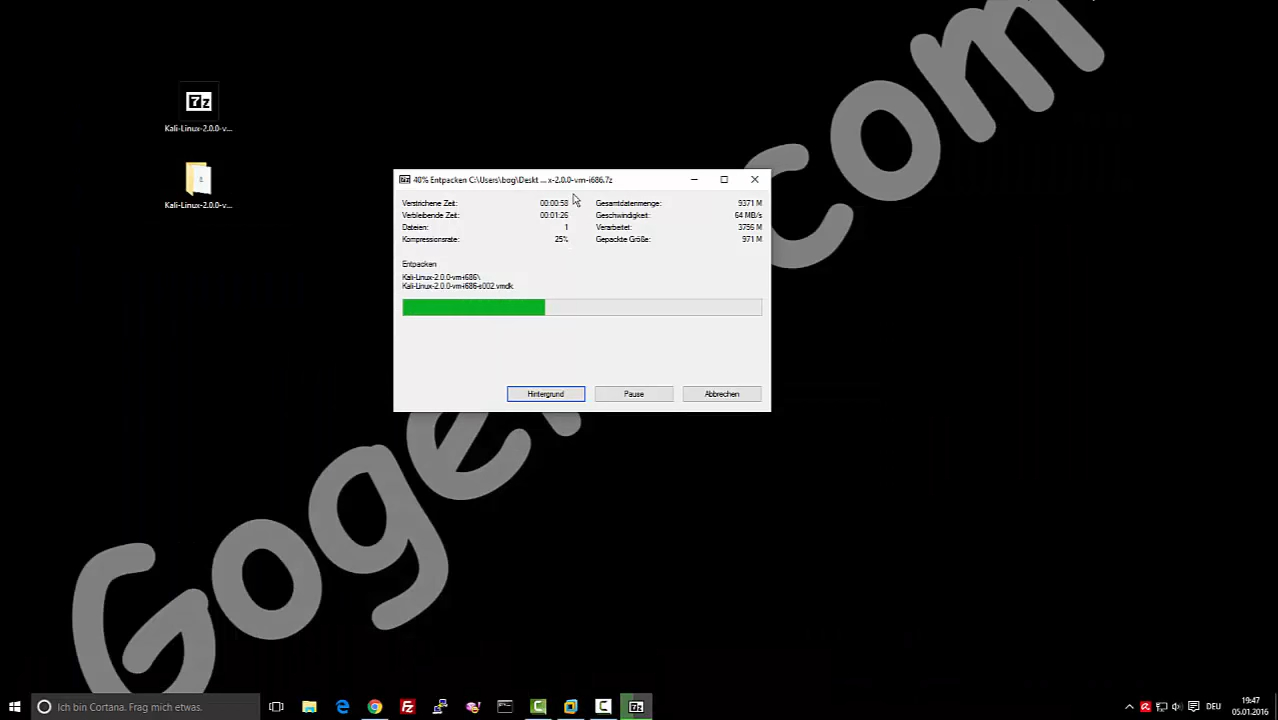 7z
Kali-Linux-2.0.0-v...
Kali-Linux-2.0.0-v...
40% Entpacken C:\Users\bog\Deskt ... x-2.0.0-vm-i686.7z
Verstrichene Zeit: 00:00:58 Gesamtdatenmenge: 9371 M
Verbleibende Zeit: 00:01:26 Geschwindigkeit: 64 MB/s
Dateien: 1 Verarbeitet: 3756 M
Kompressionsrate: 25% Gepackte Größe: 971 M
Entpacken
Kali-Linux-2.0.0-vm-i686\
Kali-Linux-2.0.0-vm-i686-s002.vmdk
Hintergrund Pause Abbrechen
Ich bin Cortana. Frag mich etwas.
DEU
19:47
05.01.2016